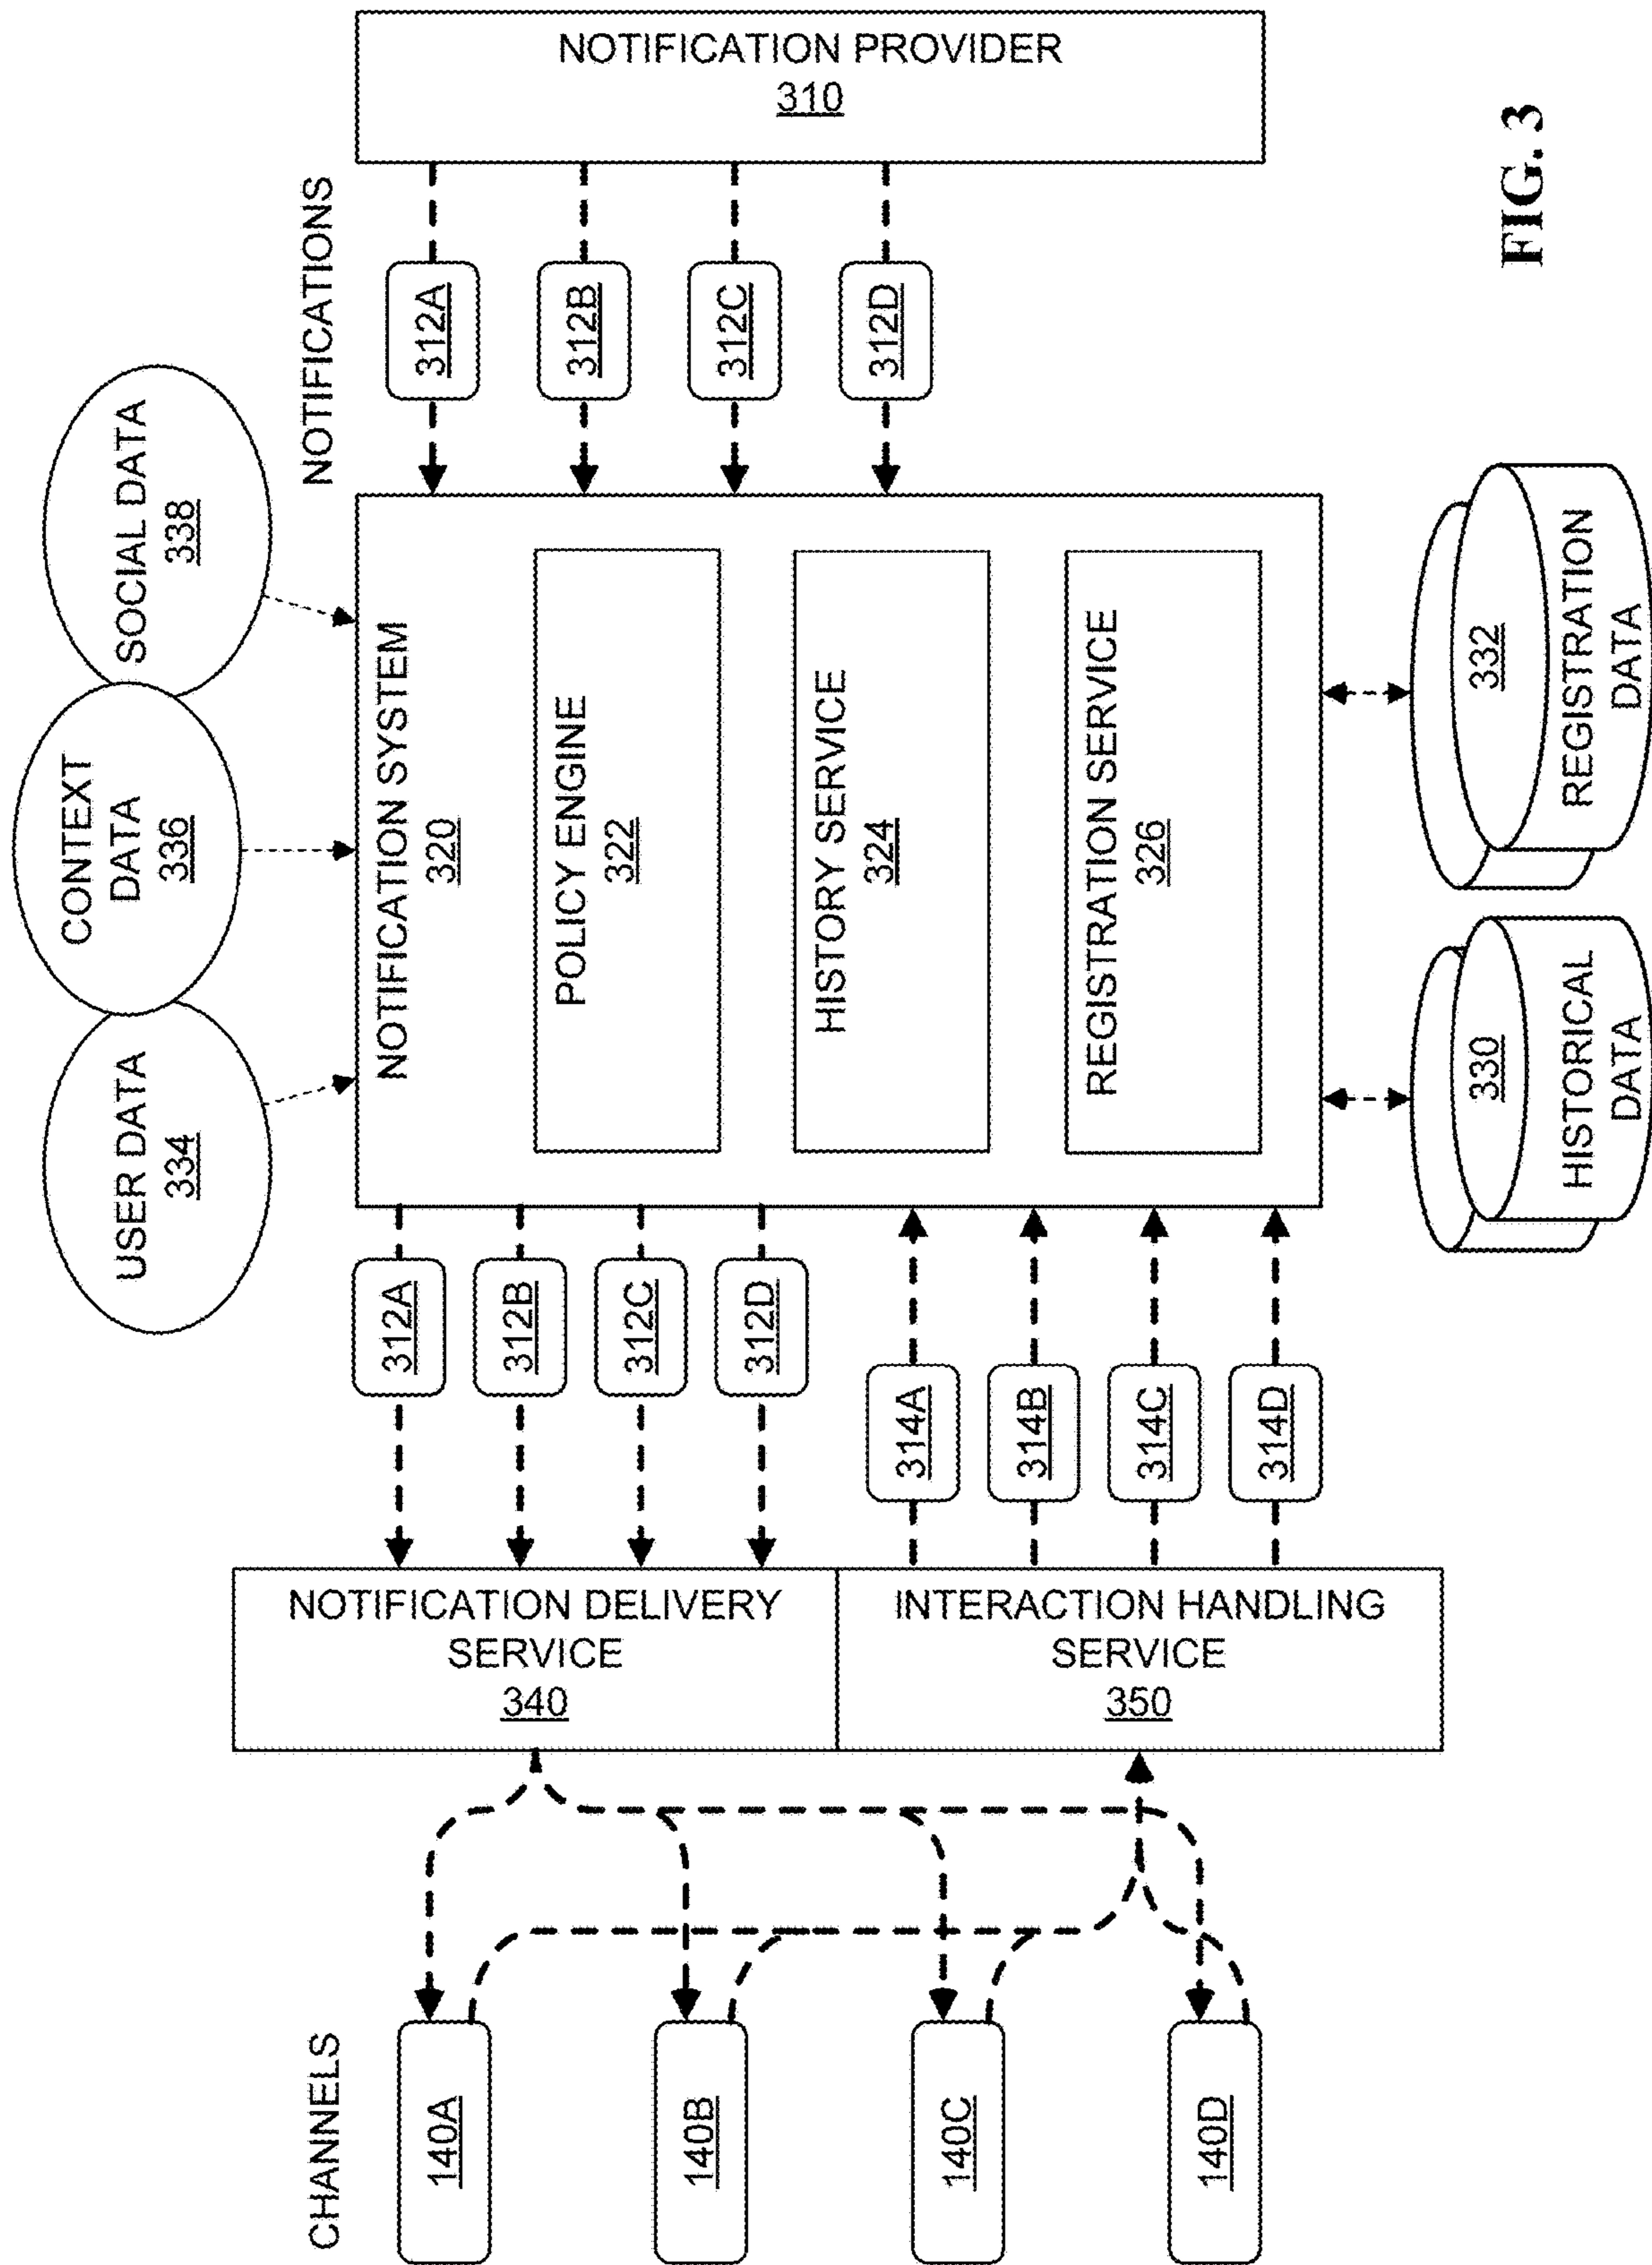 USER DATA
334
CONTEXT
DATA
336
SOCIAL DATA
338
CHANNELS
140A
140B
140C
140D
NOTIFICATION DELIVERY
SERVICE
340
INTERACTION HANDLING
SERVICE
350
312A
312B
312C
312D
314A
314B
314C
314D
NOTIFICATION SYSTEM
320
POLICY ENGINE
322
HISTORY SERVICE
324
REGISTRATION SERVICE
326
NOTIFICATIONS
312A
312B
312C
312D
NOTIFICATION PROVIDER
310
330
HISTORICAL
DATA
332
REGISTRATION
DATA
FIG. 3